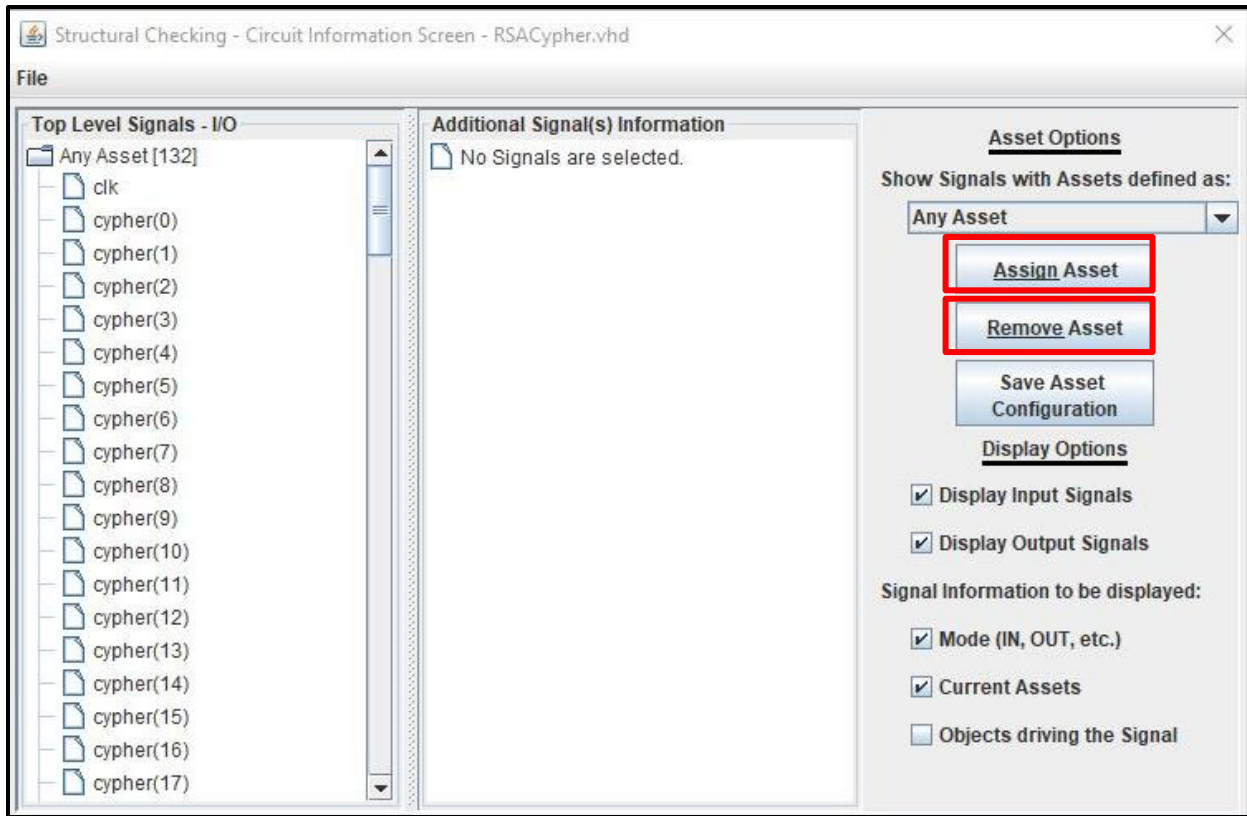 Structural Checking - Circuit Information Screen - RSACypher.vhd
File
Top Level Signals - I/O
Any Asset [132]
clk
cypher(0)
cypher(1)
cypher(2)
cypher(3)
cypher(4)
cypher(5)
cypher(6)
cypher(7)
cypher(8)
cypher(9)
cypher(10)
cypher(11)
cypher(12)
cypher(13)
cypher(14)
cypher(15)
cypher(16)
cypher(17)
Additional Signal(s) Information
No Signals are selected.
Asset Options
Show Signals with Assets defined as:
Any Asset
Assign Asset
Remove Asset
Save Asset
Configuration
Display Options
Display Input Signals
Display Output Signals
Signal Information to be displayed:
Mode (IN, OUT, etc.)
Current Assets
Objects driving the Signal